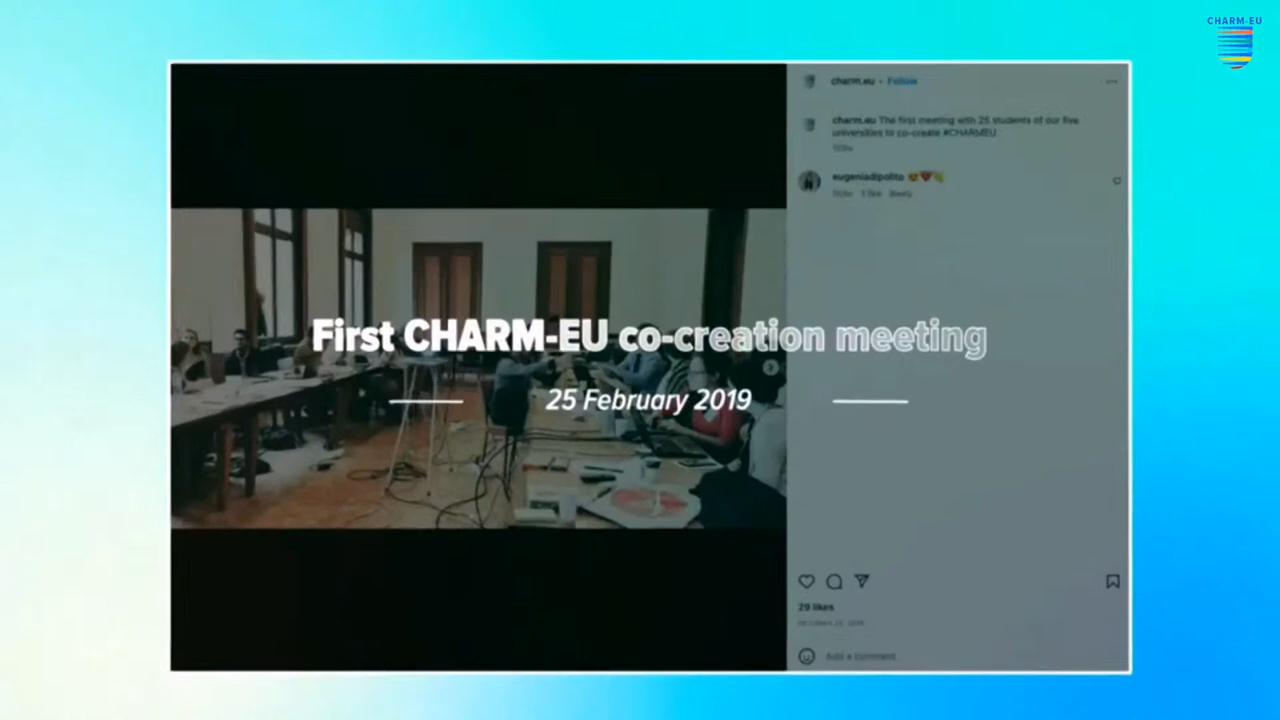 CHARM-EU
charm.eu • Follow
charm.eu The first meeting with 25 students of our five
universities to co-create #CHARMEU
eugeniadipolito 😍❤️👏
First CHARM-EU co-creation meeting
25 February 2019
29 likes
Add a comment